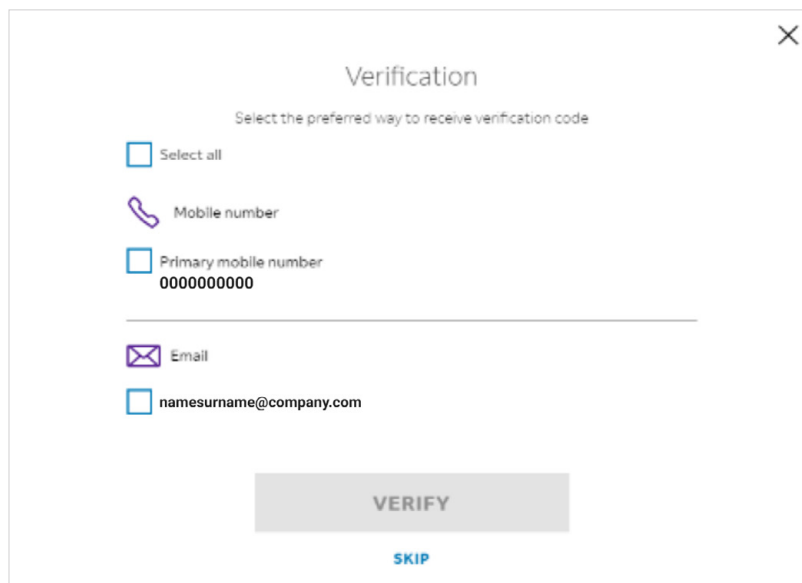 Verification
Select the preferred way to receive verification code
Select all
Mobile number
Primary mobile number
0000000000
Email
namesurname@company.com
VERIFY
SKIP